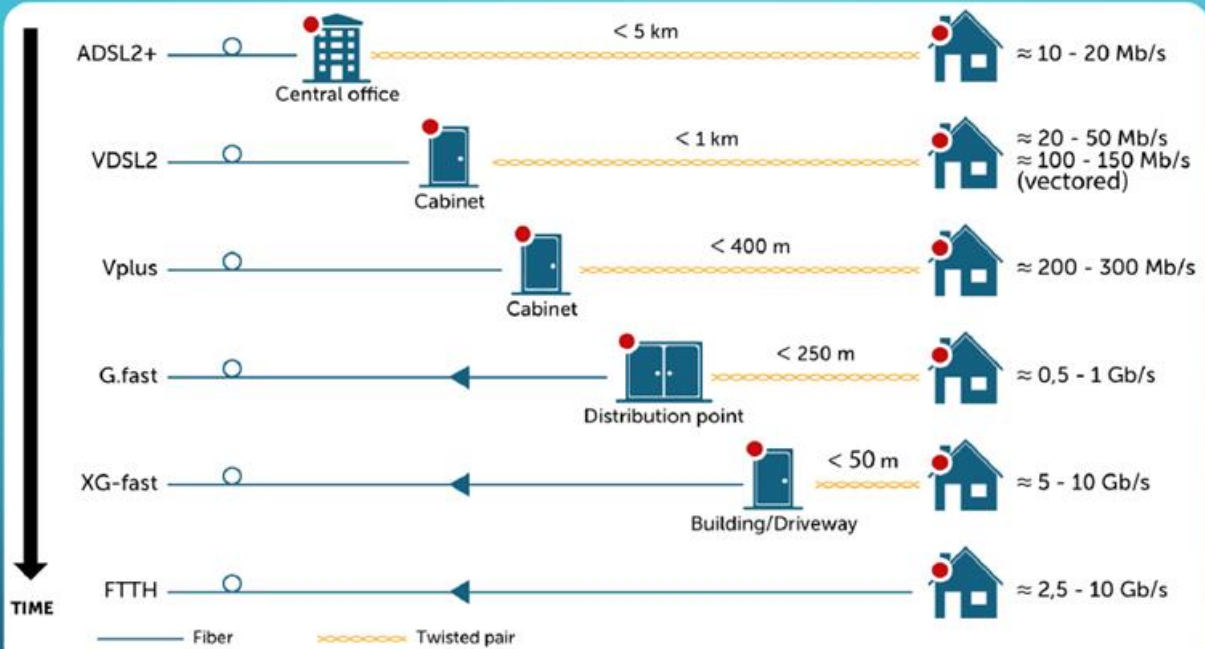 ADSL2+
Central office
< 5 km
≈ 10 - 20 Mb/s
VDSL2
Cabinet
< 1 km
≈ 20 - 50 Mb/s
≈ 100 - 150 Mb/s
(vectored)
Vplus
Cabinet
< 400 m
≈ 200 - 300 Mb/s
G.fast
Distribution point
< 250 m
≈ 0,5 - 1 Gb/s
XG-fast
Building/Driveway
< 50 m
≈ 5 - 10 Gb/s
FTTH
≈ 2,5 - 10 Gb/s
TIME
Fiber
Twisted pair